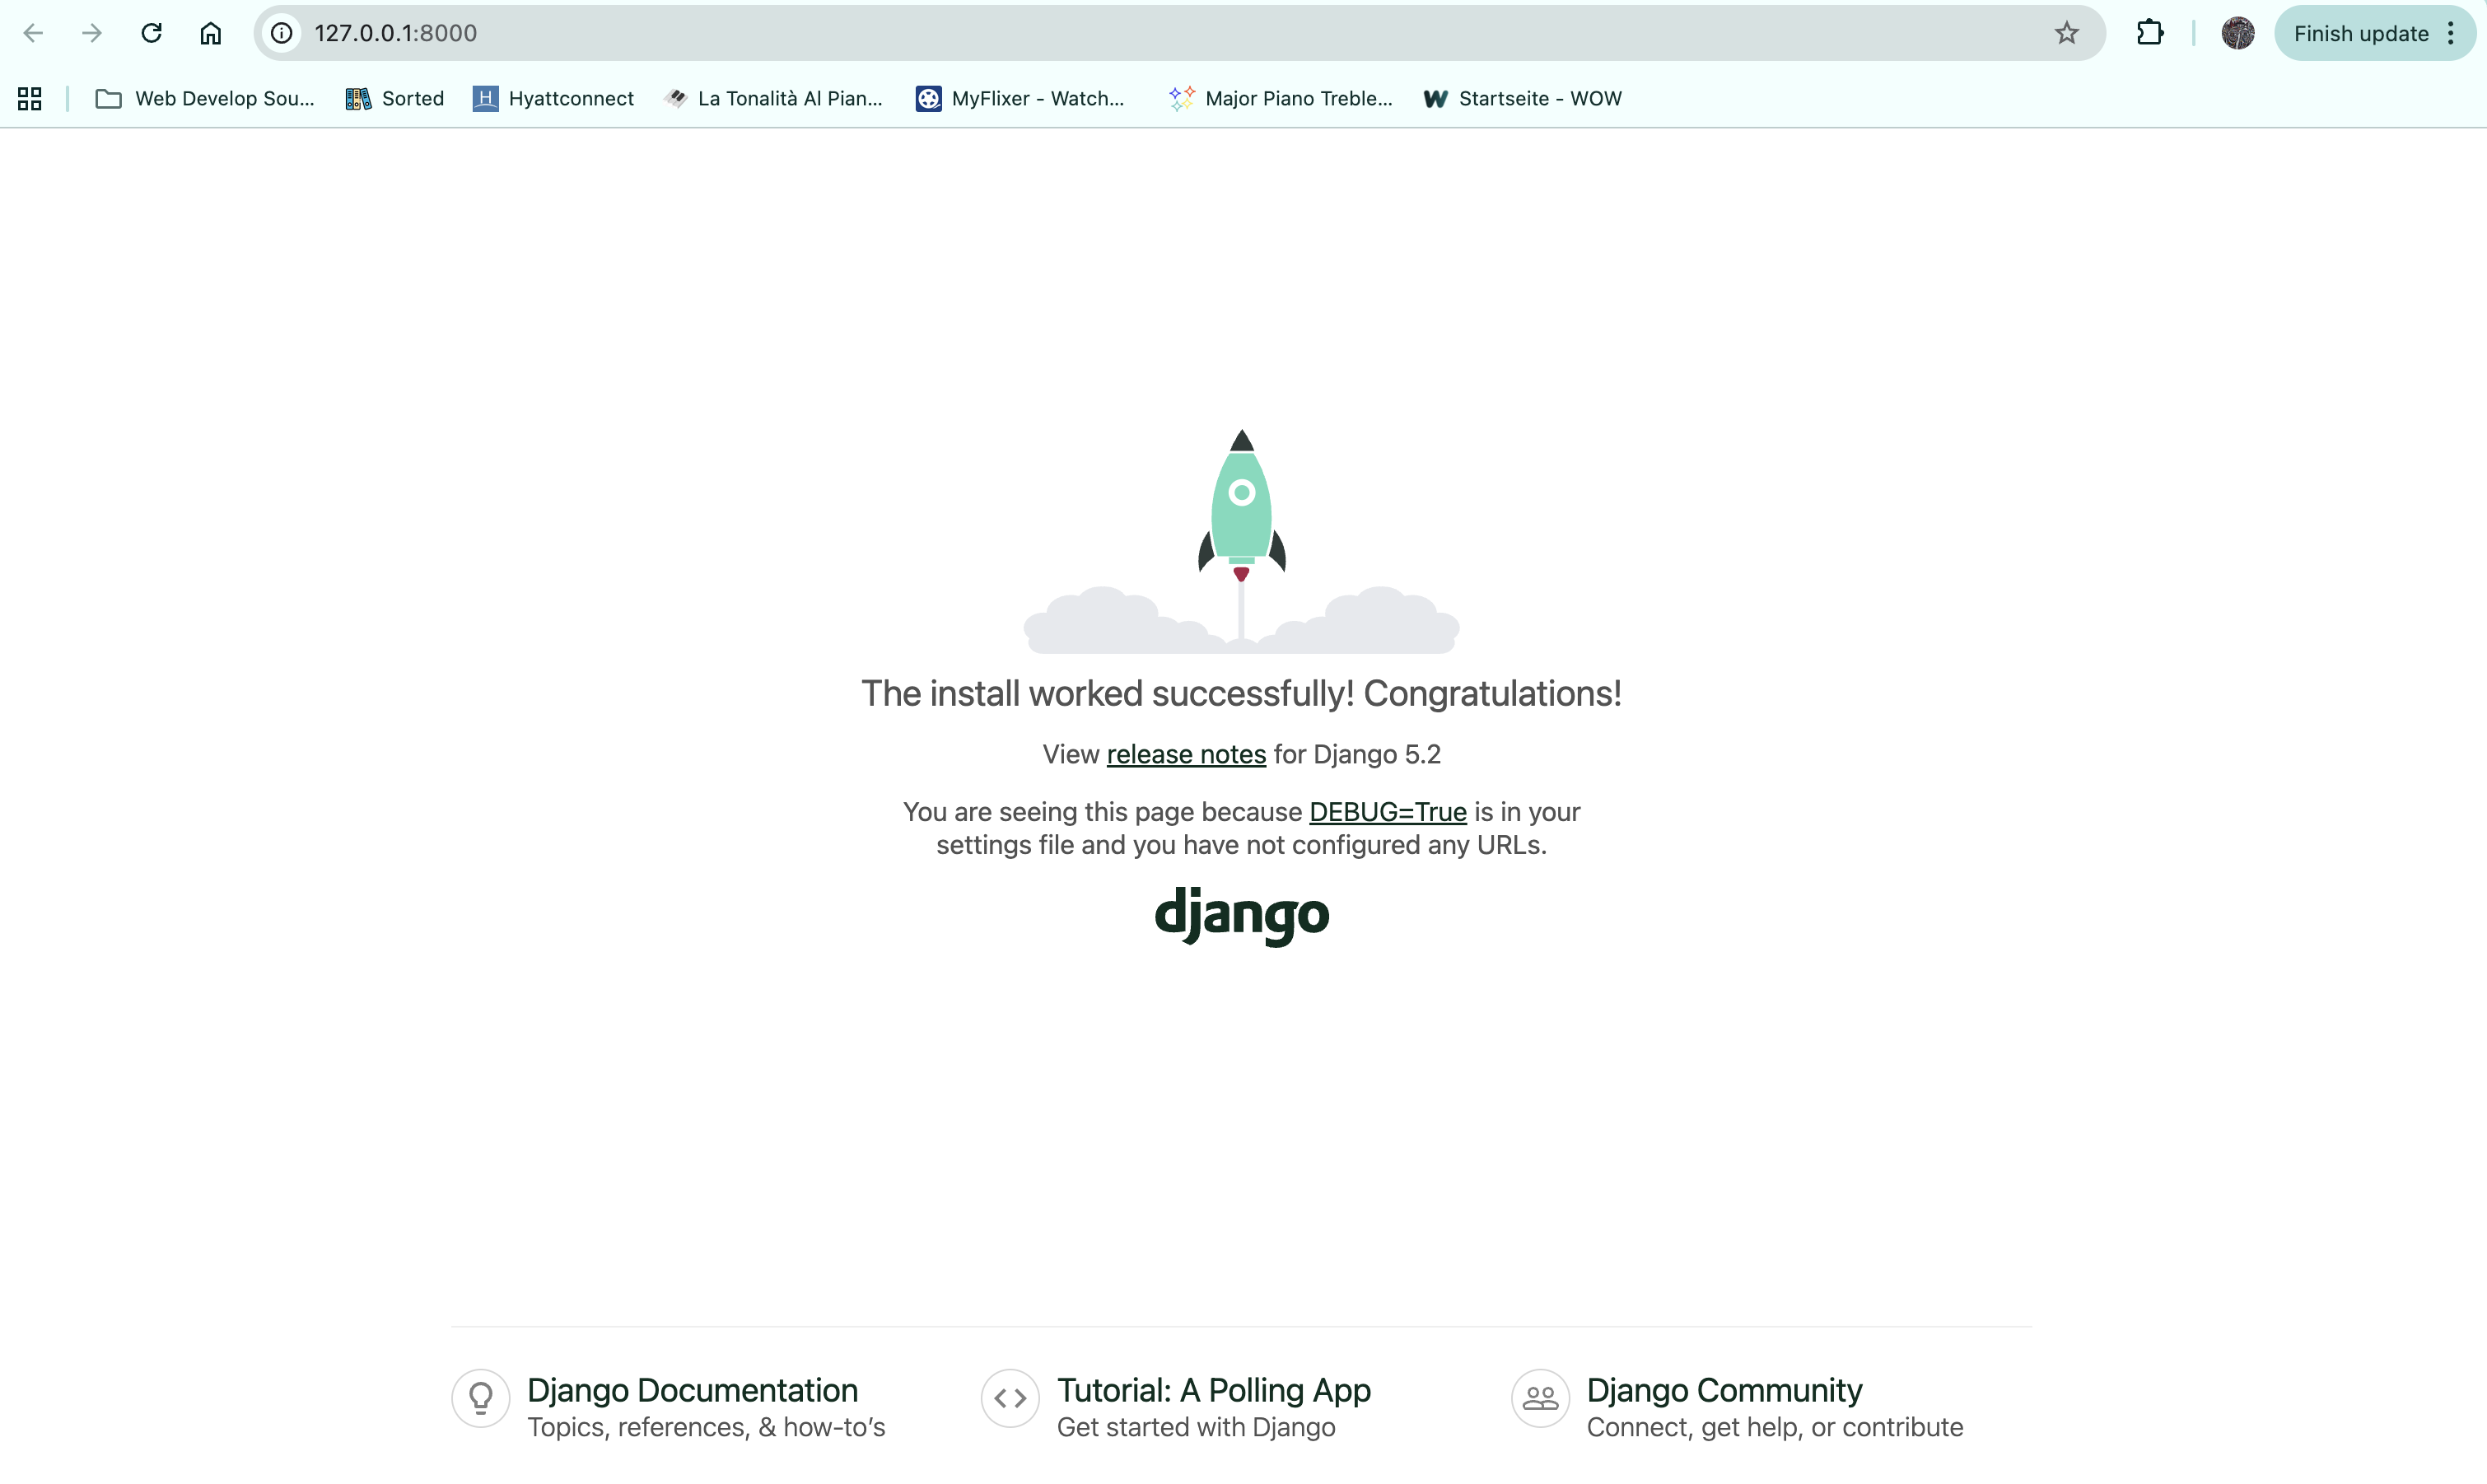 127.0.0.1:8000
Finish update
Web Develop Sou...
Sorted
H Hyattconnect
La Tonalità Al Pian...
MyFlixer - Watch...
Major Piano Treble...
W Startseite - WOW
The install worked successfully! Congratulations!
View release notes for Django 5.2
You are seeing this page because DEBUG=True is in your
settings file and you have not configured any URLs.
django
Django Documentation
Topics, references, & how-to’s
Tutorial: A Polling App
Get started with Django
Django Community
Connect, get help, or contribute